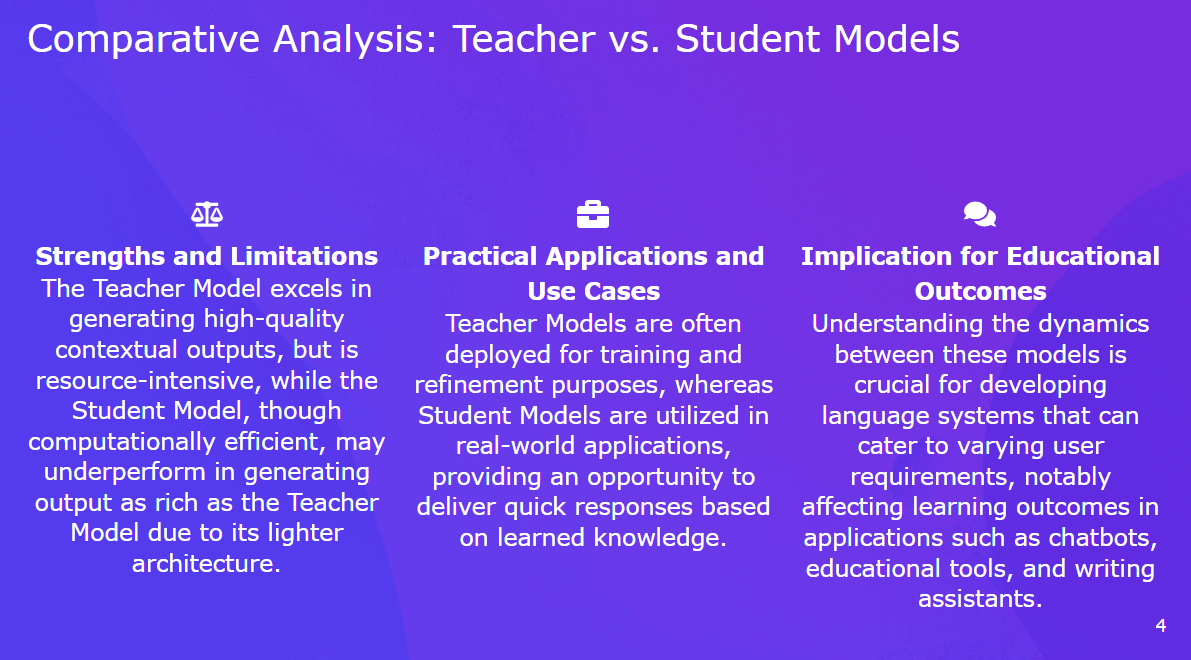 Comparative Analysis: Teacher vs. Student Models
Strengths and Limitations
The Teacher Model excels in
generating high-quality
contextual outputs, but is
resource-intensive, while the
Student Model, though
computationally efficient, may
underperform in generating
output as rich as the Teacher
Model due to its lighter
architecture.
Practical Applications and
Use Cases
Teacher Models are often
deployed for training and
refinement purposes, whereas
Student Models are utilized in
real-world applications,
providing an opportunity to
deliver quick responses based
on learned knowledge.
Implication for Educational
Outcomes
Understanding the dynamics
between these models is
crucial for developing
language systems that can
cater to varying user
requirements, notably
affecting learning outcomes in
applications such as chatbots,
educational tools, and writing
assistants.
4